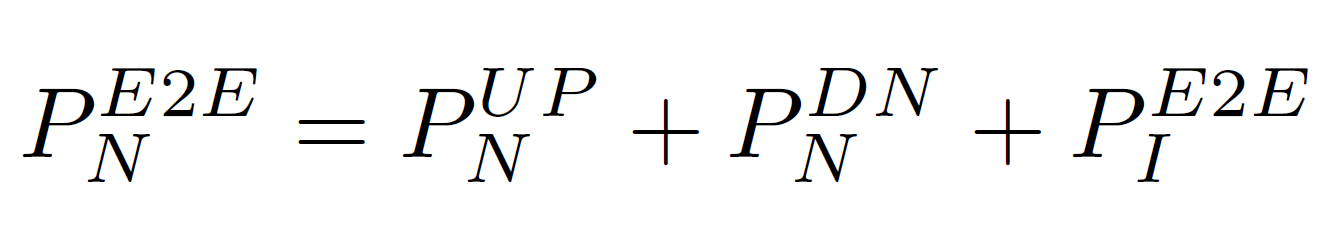 P_N^{E2E} = P_N^{UP} + P_N^{DN} + P_I^{E2E}